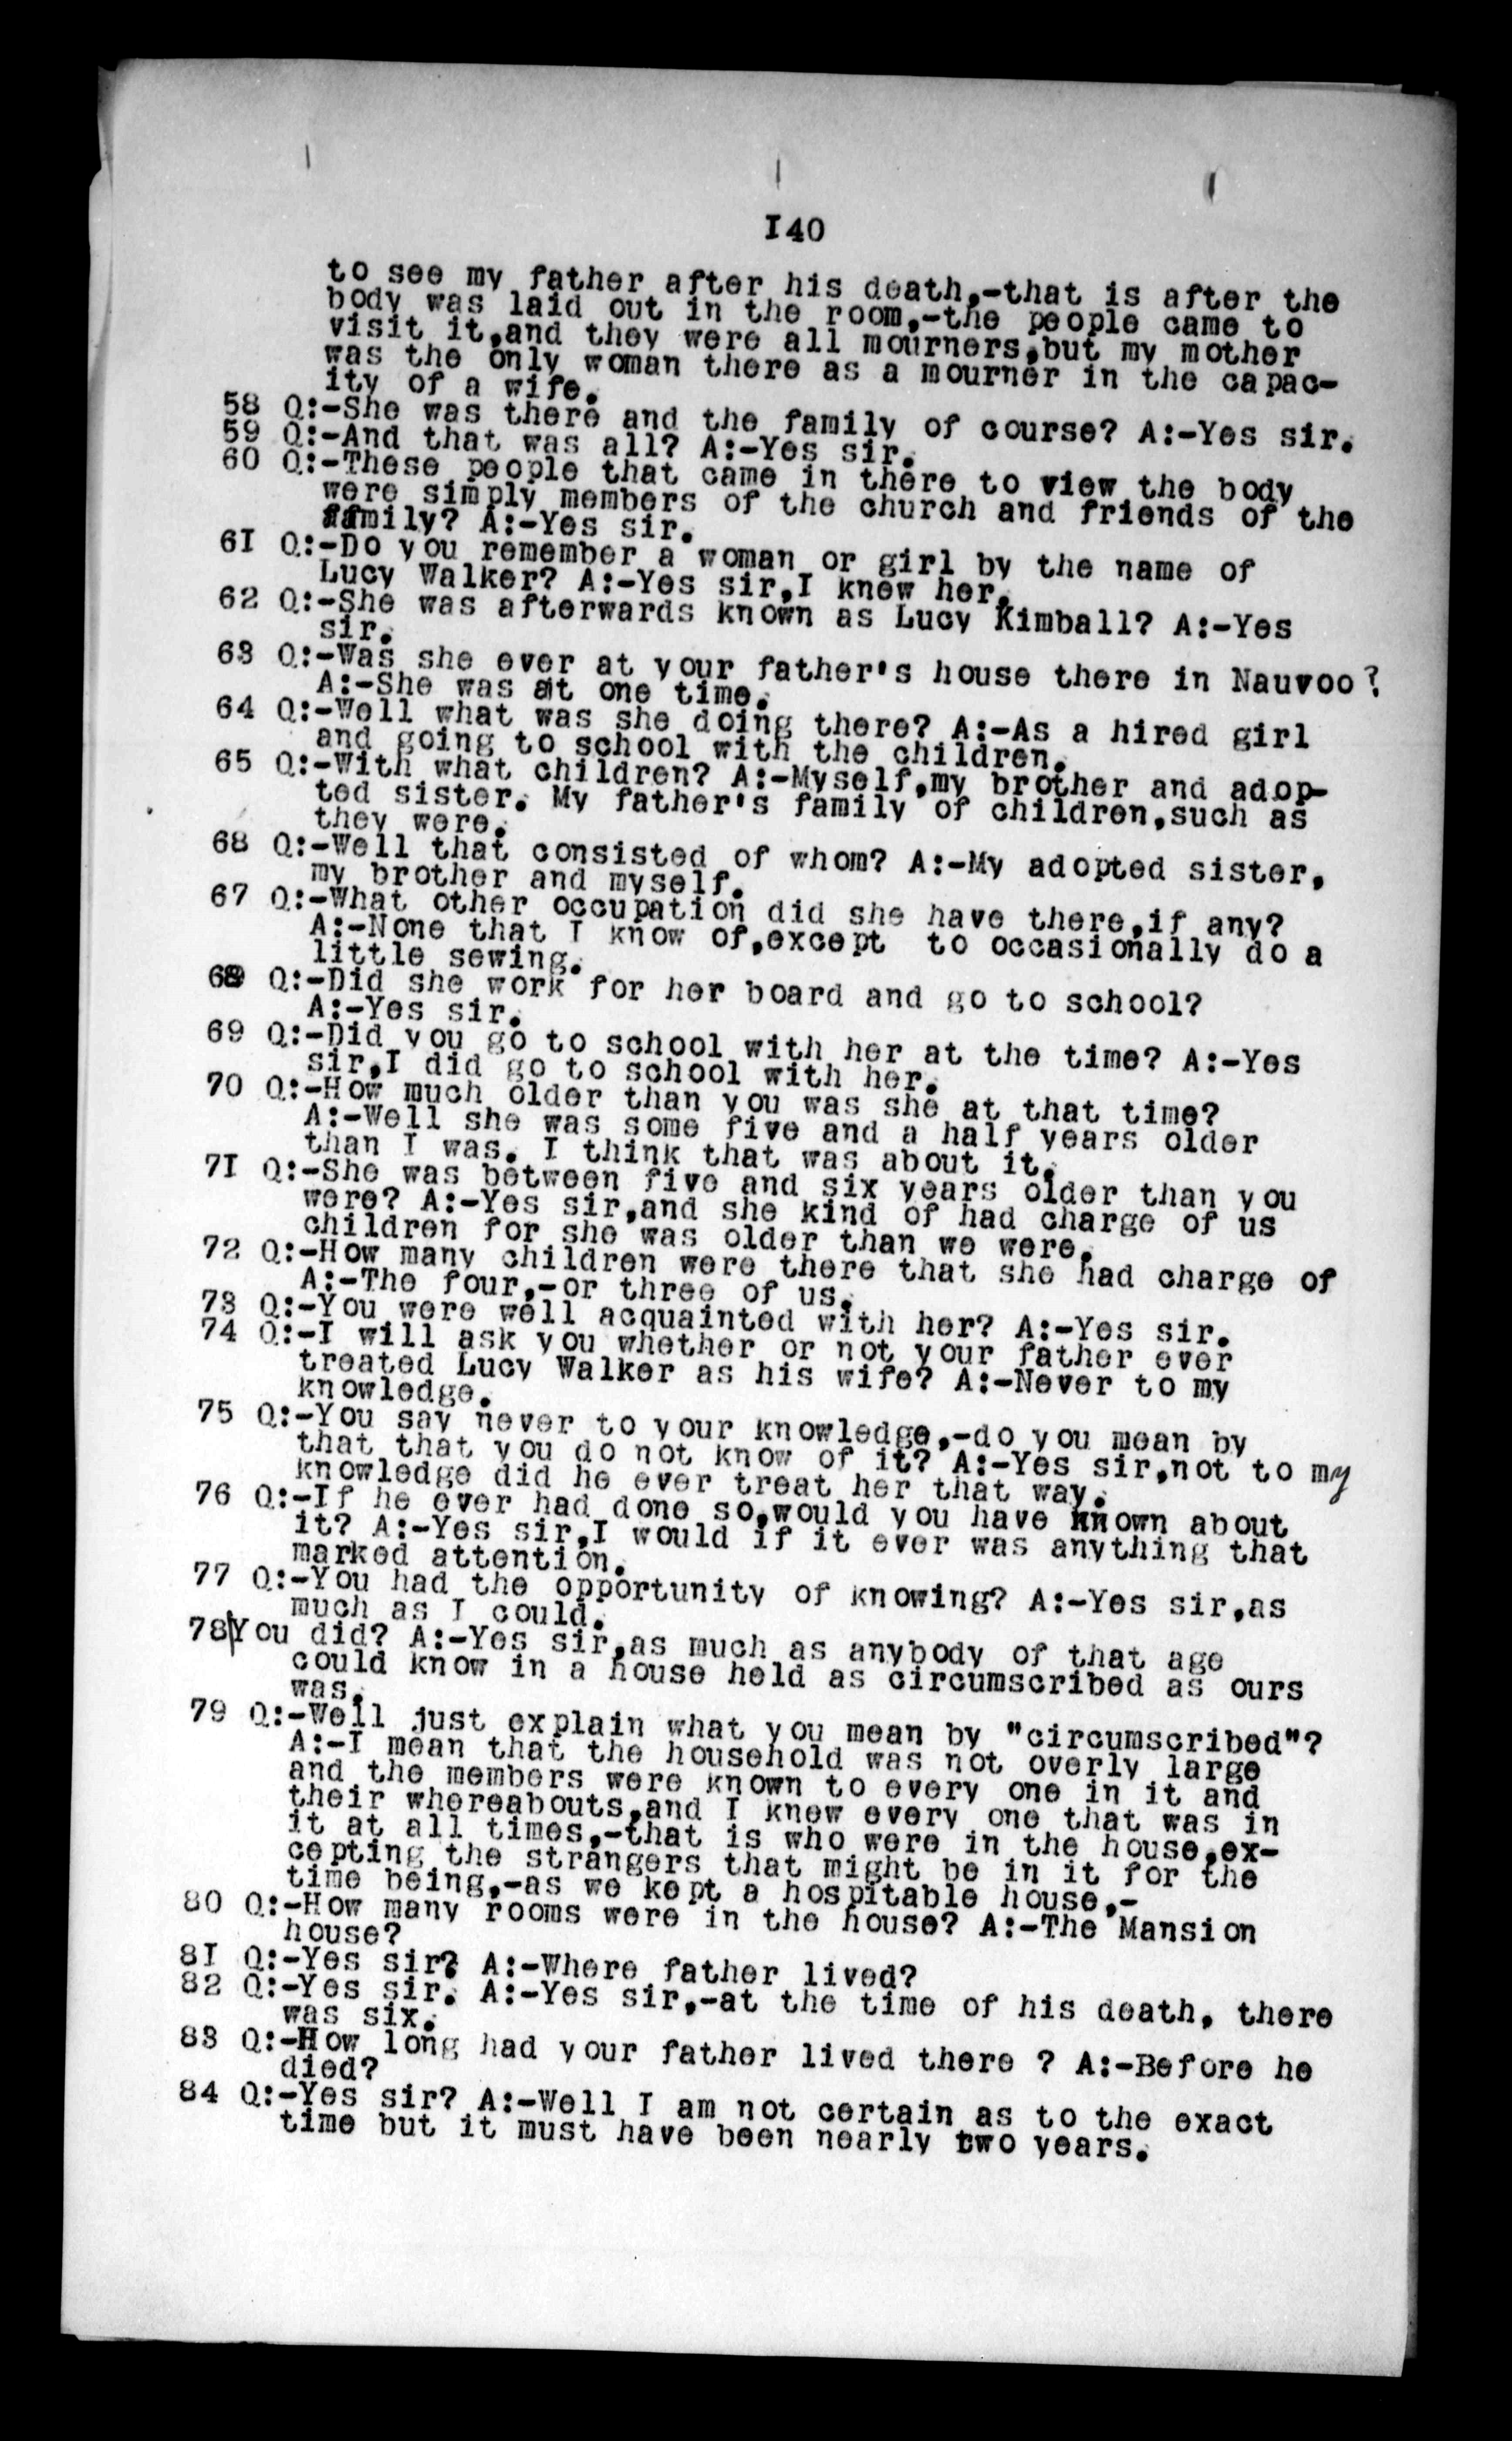 I40
to see my father after his death,-that is after the
body was laid out in the room,-the people came to
visit it,and they were all mourners,but my mother
was the only woman there as a mourner in the capac-
ity of a wife.
58 Q:-She was there and the family of course? A:-Yes sir.
59 Q:-And that was all? A:-Yes sir.
60 Q:-These people that came in there to view the body
were simply members of the church and friends of the
family? A:-Yes sir.
6I Q:-Do you remember a woman or girl by the name of
Lucy Walker? A:-Yes sir,I knew her.
62 Q:-She was afterwards known as Lucy Kimball? A:-Yes
sir.
63 Q:-Was she ever at your father's house there in Nauvoo?
A:-She was at one time.
64 Q:-Well what was she doing there? A:-As a hired girl
and going to school with the children.
65 Q:-With what children? A:-Myself,my brother and adop-
ted sister. My father's family of children,such as
they were.
68 Q:-Well that consisted of whom? A:-My adopted sister,
my brother and myself.
67 Q:-What other occupation did she have there,if any?
A:-None that I know of,except to occasionally do a
little sewing.
68 Q:-Did she work for her board and go to school?
A:-Yes sir.
69 Q:-Did you go to school with her at the time? A:-Yes
sir,I did go to school with her.
70 Q:-How much older than you was she at that time?
A:-Well she was some five and a half years older
than I was. I think that was about it.
7I Q:-She was between five and six years older than you
were? A:-Yes sir,and she kind of had charge of us
children for she was older than we were.
72 Q:-How many children were there that she had charge of
A:-The four,-or three of us.
73 Q:-You were well acquainted with her? A:-Yes sir.
74 Q:-I will ask you whether or not your father ever
treated Lucy Walker as his wife? A:-Never to my
knowledge.
75 Q:-You say never to your knowledge,-do you mean by
that that you do not know of it? A:-Yes sir,not to my
knowledge did he ever treat her that way.
76 Q:-If he ever had done so,would you have known about
it? A:-Yes sir,I would if it ever was anything that
marked attention.
77 Q:-You had the opportunity of knowing? A:-Yes sir,as
much as I could.
78 You did? A:-Yes sir,as much as anybody of that age
could know in a house held as circumscribed as ours
was.
79 Q:-Well just explain what you mean by "circumscribed"?
A:-I mean that the household was not overly large
and the members were known to every one in it and
their whereabouts,and I knew every one that was in
it at all times,-that is who were in the house,ex-
cepting the strangers that might be in it for the
time being,-as we kept a hospitable house,-
80 Q:-How many rooms were in the house? A:-The Mansion
house?
8I Q:-Yes sir? A:-Where father lived?
82 Q:-Yes sir. A:-Yes sir,-at the time of his death, there
was six.
83 Q:-How long had your father lived there ? A:-Before he
died?
84 Q:-Yes sir? A:-Well I am not certain as to the exact
time but it must have been nearly two years.